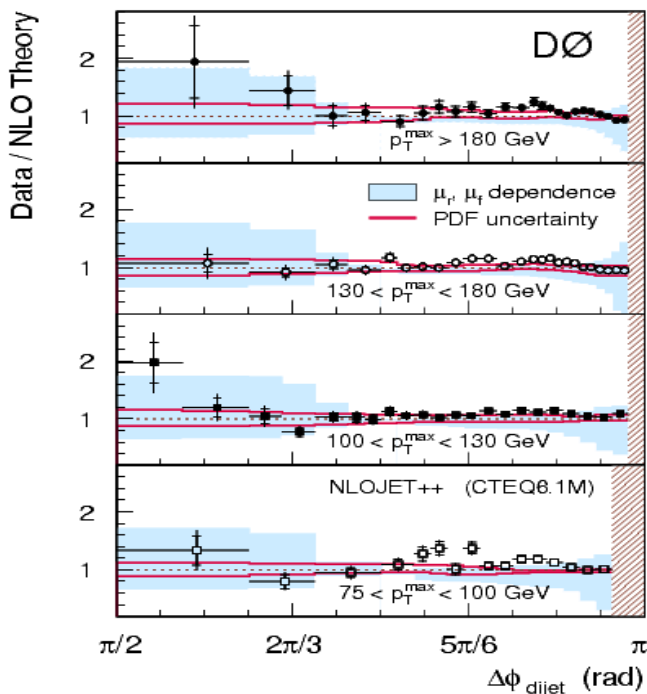 Data / NLO Theory
DØ
2
1
p_T^max > 180 GeV
μ_r, μ_f dependence
PDF uncertainty
2
1
130 < p_T^max < 180 GeV
2
1
100 < p_T^max < 130 GeV
NLOJET++ (CTEQ6.1M)
2
1
75 < p_T^max < 100 GeV
π/2 2π/3 5π/6 π
Δϕ dijet (rad)